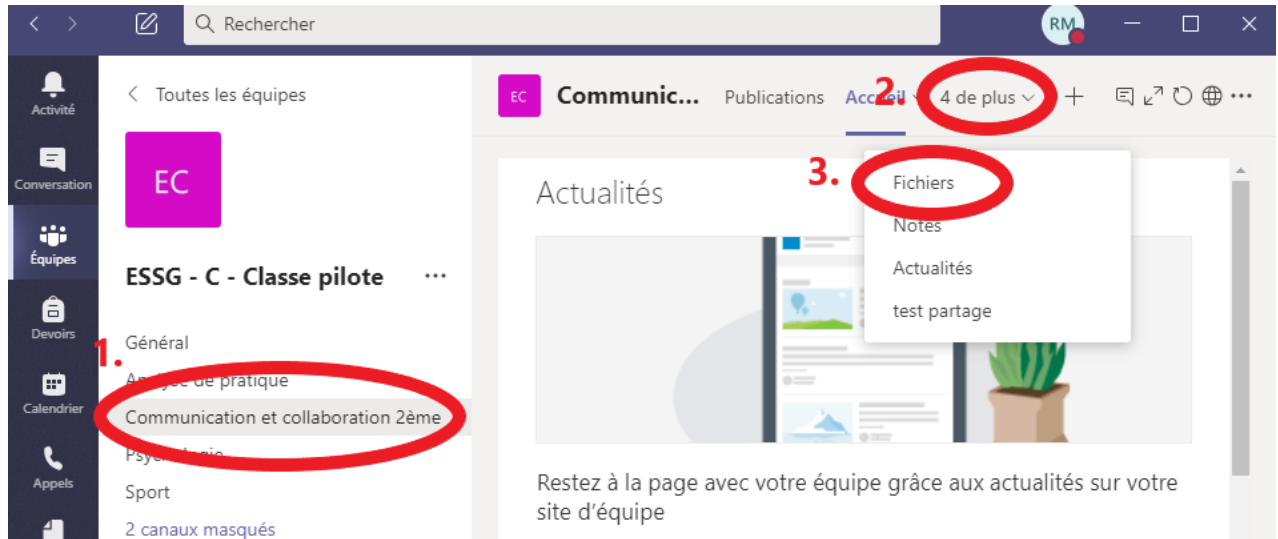 Rechercher
RM
Activité
Conversation
Équipes
Devoirs
Calendrier
Appels
Toutes les équipes
EC
ESSG - C - Classe pilote ...
Général
1.
Analyse de pratique
Communication et collaboration 2ème
Psychologie
Sport
2 canaux masqués
EC Communic... Publications Accueil 2. 4 de plus
3.
Fichiers
Notes
Actualités
test partage
Actualités
Restez à la page avec votre équipe grâce aux actualités sur votre
site d'équipe